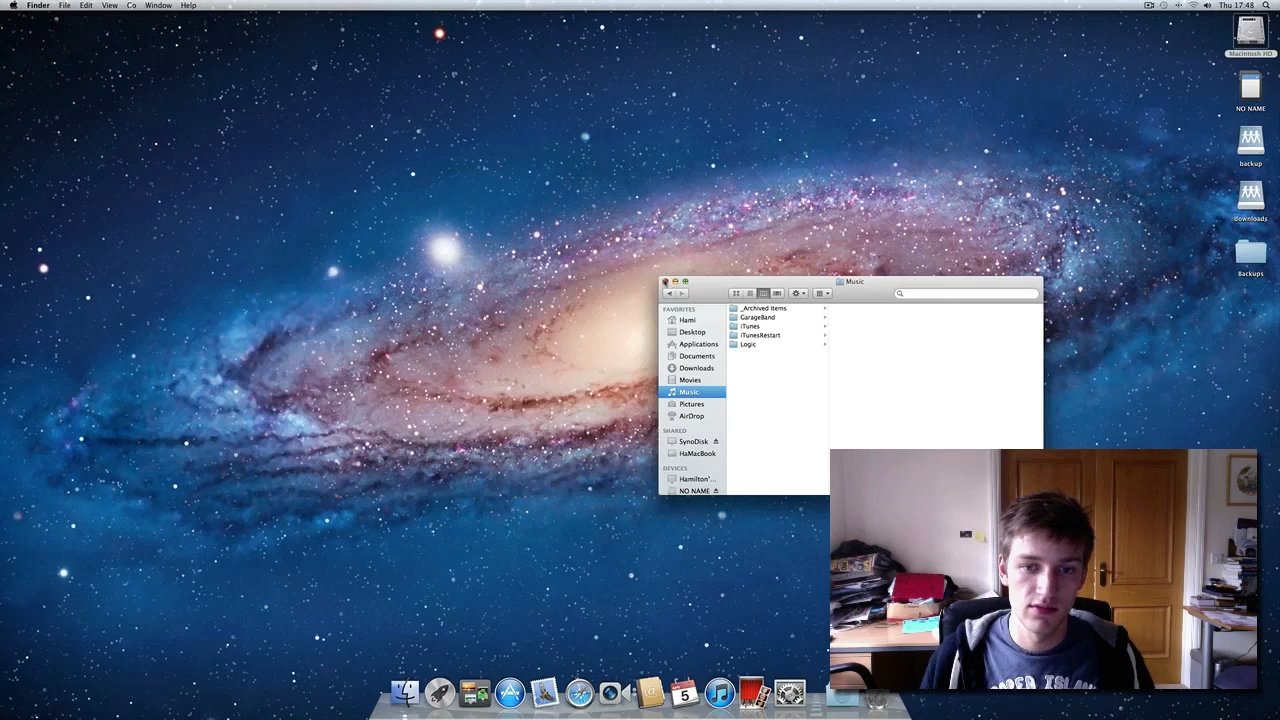 Finder File Edit View Go Window Help
Thu 17:48
Macintosh HD
NO NAME
backup
downloads
Backups
Music
FAVORITES
Hami
Desktop
Applications
Documents
Downloads
Movies
Music
Pictures
AirDrop
SHARED
SynoDisk
HaMacBook
DEVICES
Hamilton'...
NO NAME
_Archived Items
GarageBand
iTunes
iTunesRestart
Logic
5